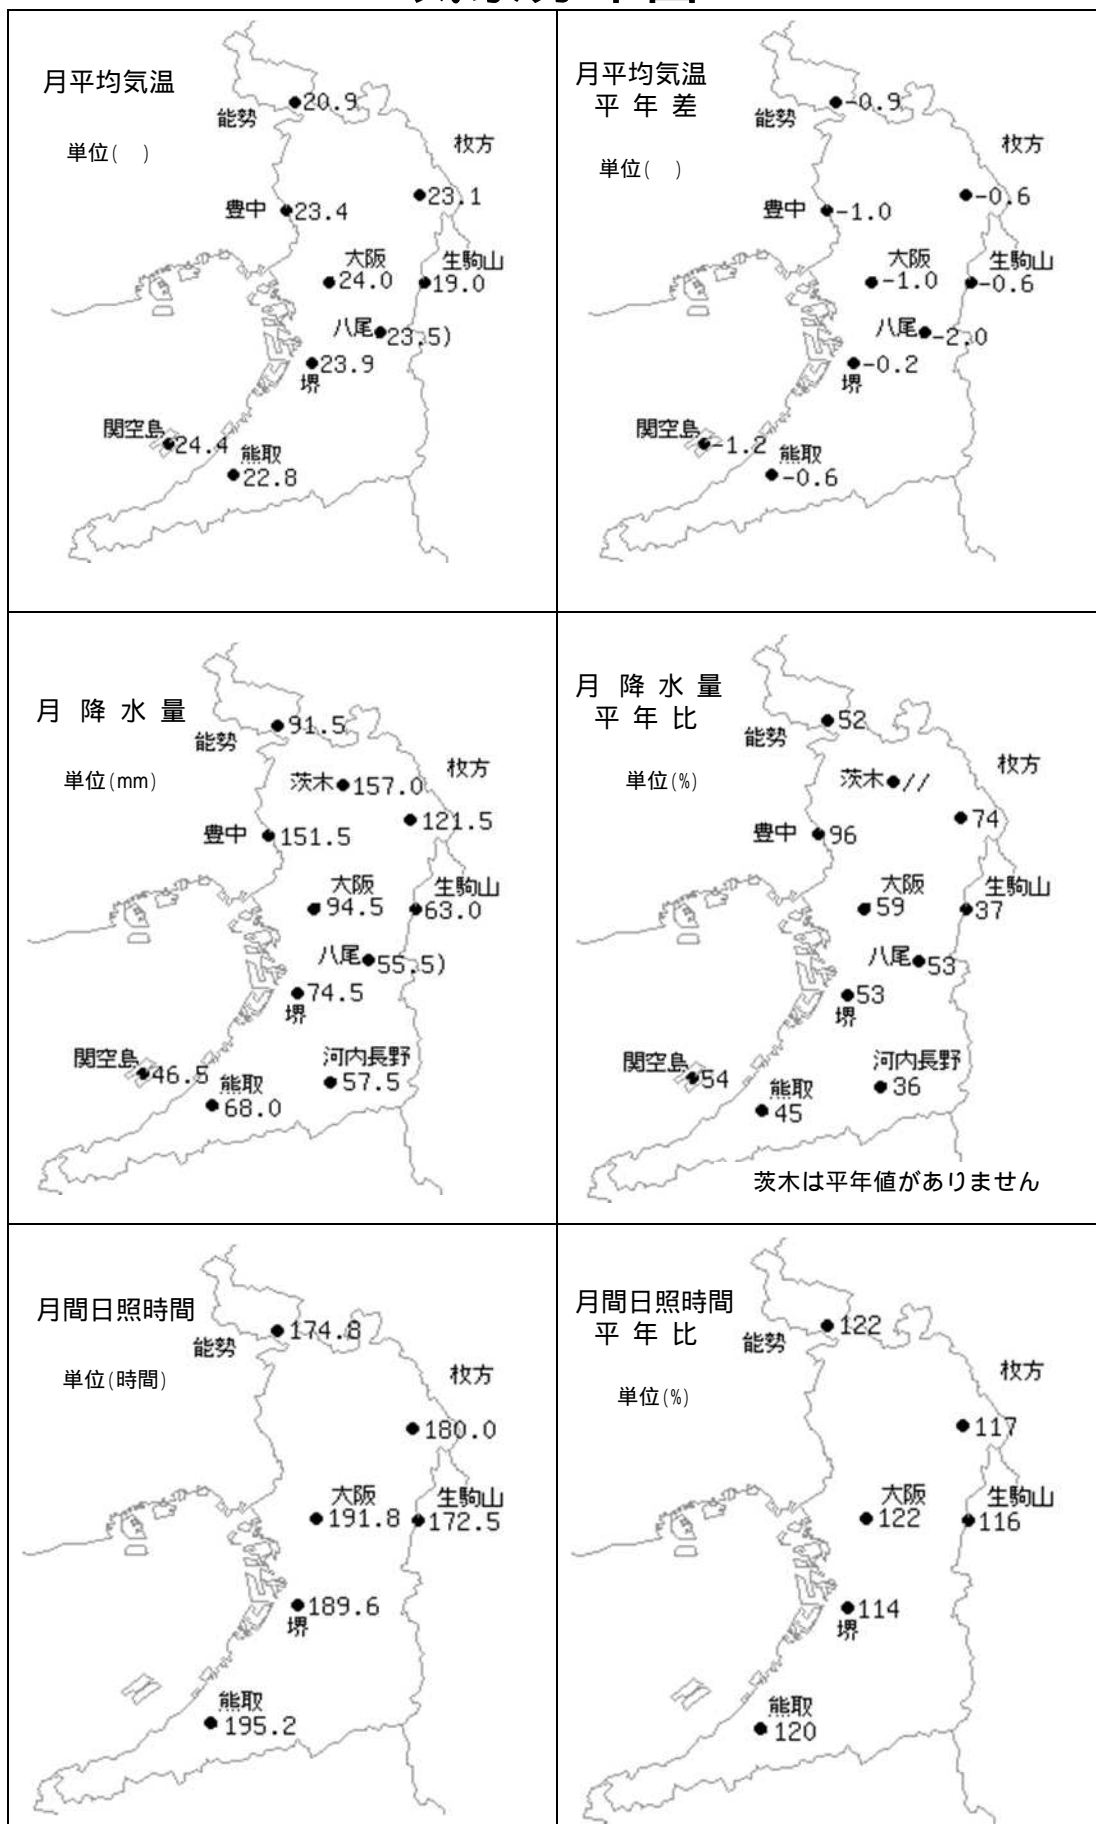 月平均気温
単位( )
能勢
20.9
枚方
23.1
豊中
23.4
大阪
24.0
生駒山
19.0
八尾
23.5)
23.9
堺
関空島
24.4
熊取
22.8
月平均気温
平年差
単位( )
能勢
-0.9
枚方
-0.6
豊中
-1.0
大阪
-1.0
生駒山
-0.6
八尾
-2.0
-0.2
堺
関空島
-1.2
熊取
-0.6
月降水量
単位(mm)
能勢
91.5
枚方
茨木
157.0
121.5
豊中
151.5
大阪
94.5
生駒山
63.0
八尾
55.5)
74.5
堺
関空島
46.5
河内長野
57.5
熊取
68.0
月降水量
平年比
単位(%)
能勢
52
枚方
茨木
//
74
豊中
96
大阪
59
生駒山
37
八尾
53
53
堺
関空島
54
河内長野
36
熊取
45
茨木は平年値がありません
月間日照時間
単位(時間)
能勢
174.8
枚方
180.0
大阪
191.8
生駒山
172.5
189.6
堺
熊取
195.2
月間日照時間
平年比
単位(%)
能勢
122
枚方
117
大阪
122
生駒山
116
114
堺
熊取
120